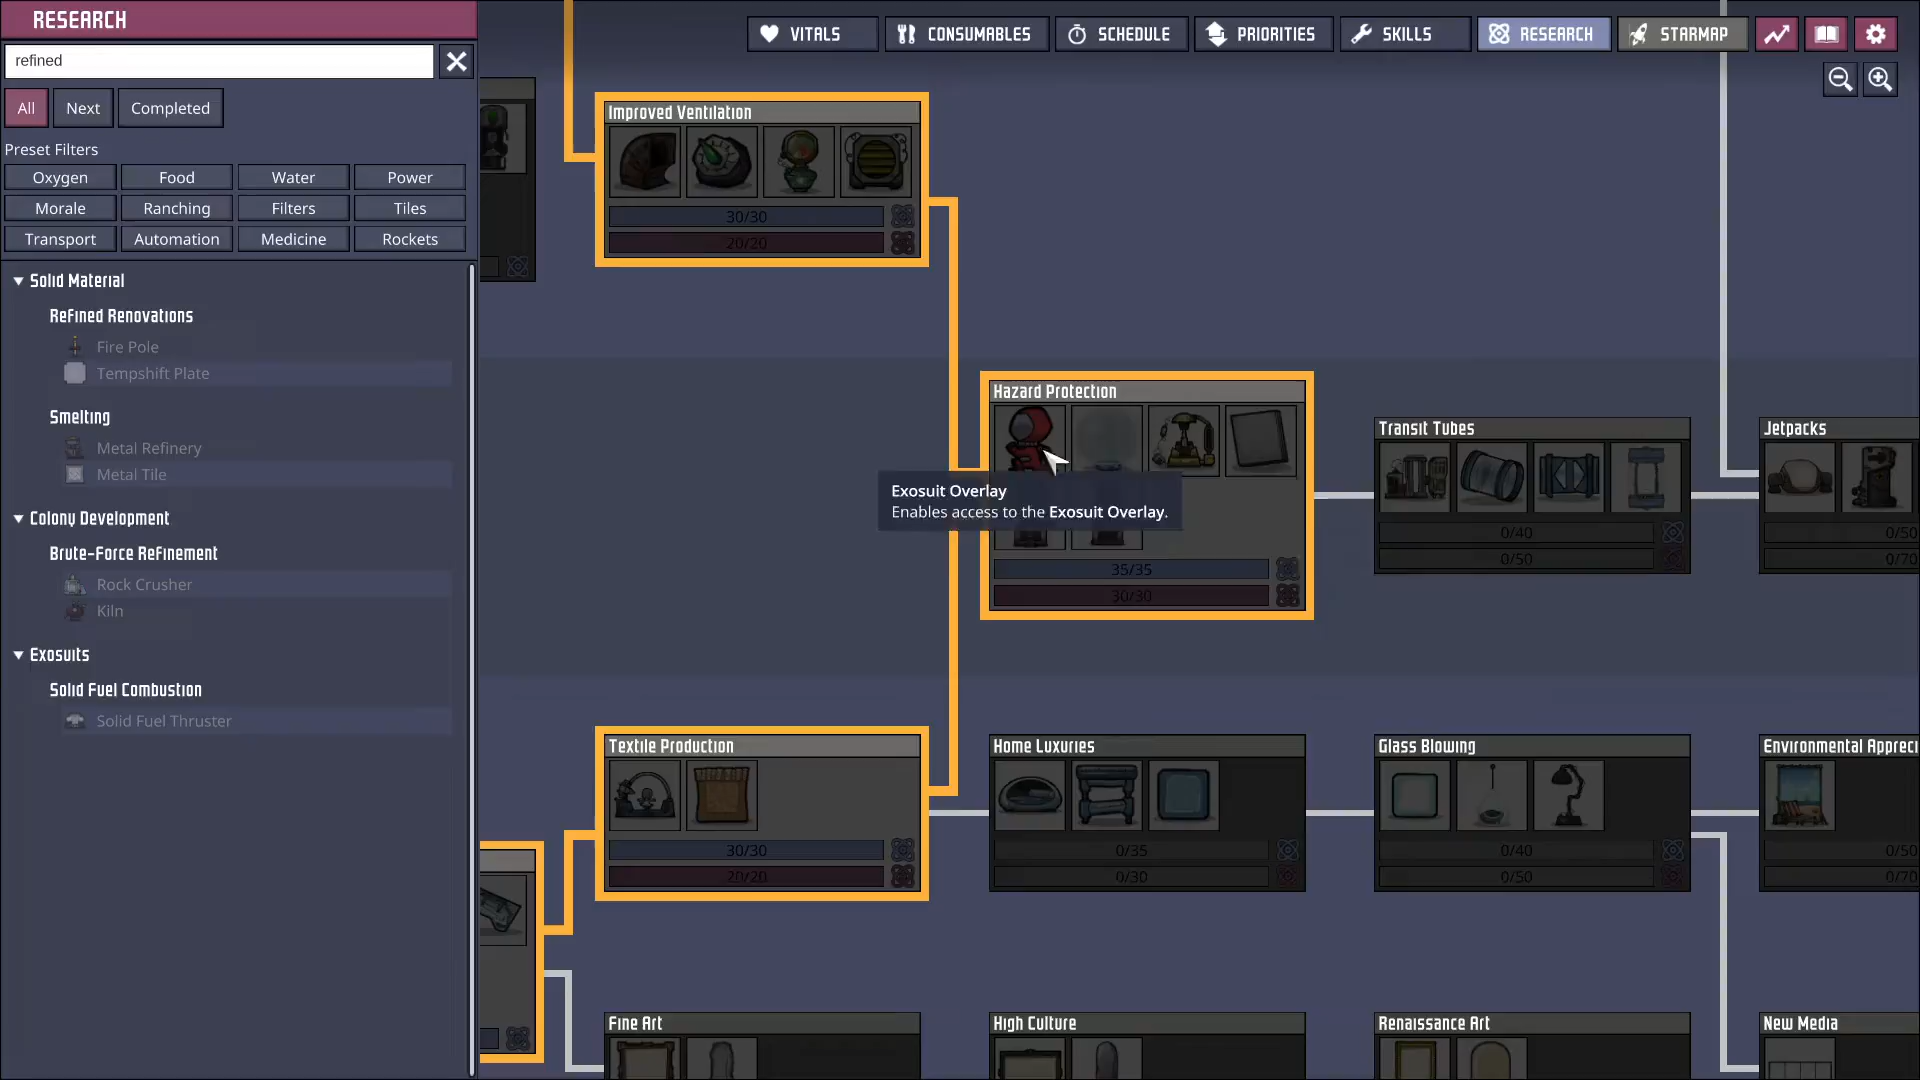 RESEARCH
refined
All
Next
Completed
Preset Filters
Oxygen
Food
Water
Power
Morale
Ranching
Filters
Tiles
Transport
Automation
Medicine
Rockets
Solid Material
Refined Renovations
Fire Pole
Tempshift Plate
Smelting
Metal Refinery
Metal Tile
Colony Development
Brute-Force Refinement
Rock Crusher
Kiln
Exosuits
Solid Fuel Combustion
Solid Fuel Thruster
VITALS
CONSUMABLES
SCHEDULE
PRIORITIES
SKILLS
RESEARCH
STARMAP
Improved Ventilation
30/30
20/20
Hazard Protection
Exosuit Overlay
Enables access to the Exosuit Overlay.
35/35
30/30
Transit Tubes
0/40
0/50
Jetpacks
0/50
0/70
Textile Production
30/30
20/20
Home Luxuries
0/35
0/30
Glass Blowing
0/40
0/50
Environmental Appreci
0/50
0/70
Fine Art
High Culture
Renaissance Art
New Media